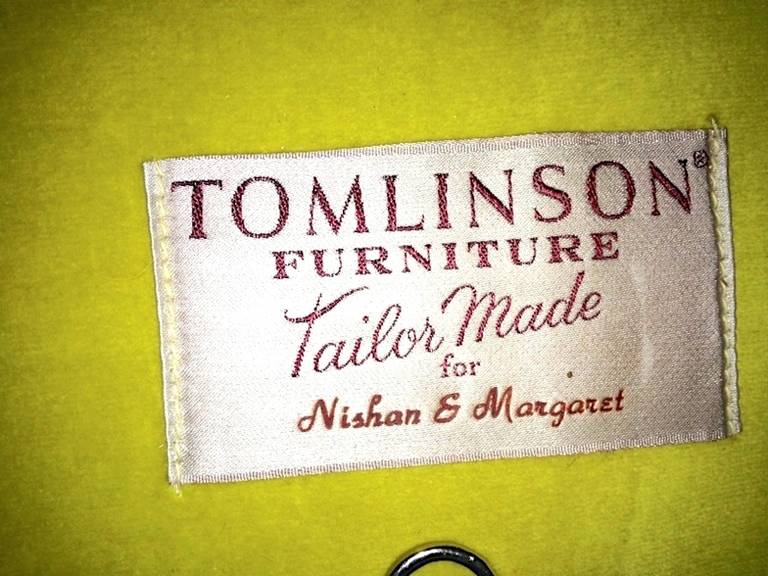 TOMLINSON®
FURNITURE
Tailor Made
for
Nishan & Margaret